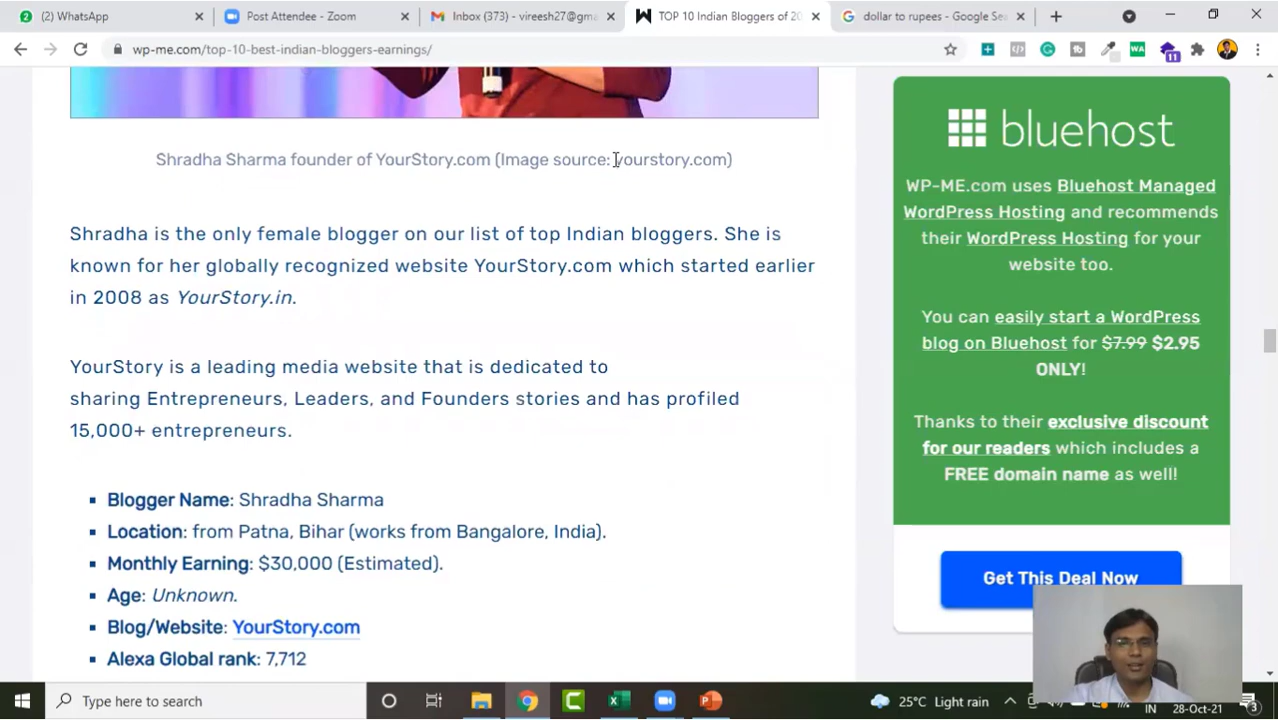 (2) WhatsApp
Post Attendee - Zoom
Inbox (373) - vireesh27@gm
TOP 10 Indian Bloggers of 20
dollar to rupees - Google Sea
wp-me.com/top-10-best-indian-bloggers-earnings/
WA
11
Shradha Sharma founder of YourStory.com (Image source: yourstory.com)
Shradha is the only female blogger on our list of top Indian bloggers. She is
known for her globally recognized website YourStory.com which started earlier
in 2008 as YourStory.in.
YourStory is a leading media website that is dedicated to
sharing Entrepreneurs, Leaders, and Founders stories and has profiled
15,000+ entrepreneurs.
Blogger Name: Shradha Sharma
Location: from Patna, Bihar (works from Bangalore, India).
Monthly Earning: $30,000 (Estimated).
Age: Unknown.
Blog/Website: YourStory.com
Alexa Global rank: 7,712
bluehost
WP-ME.com uses Bluehost Managed
WordPress Hosting and recommends
their WordPress Hosting for your
website too.
You can easily start a WordPress
blog on Bluehost for $7.99 $2.95
ONLY!
Thanks to their exclusive discount
for our readers which includes a
FREE domain name as well!
Get This Deal Now
Type here to search
25°C Light rain
IN
28-Oct-21
3